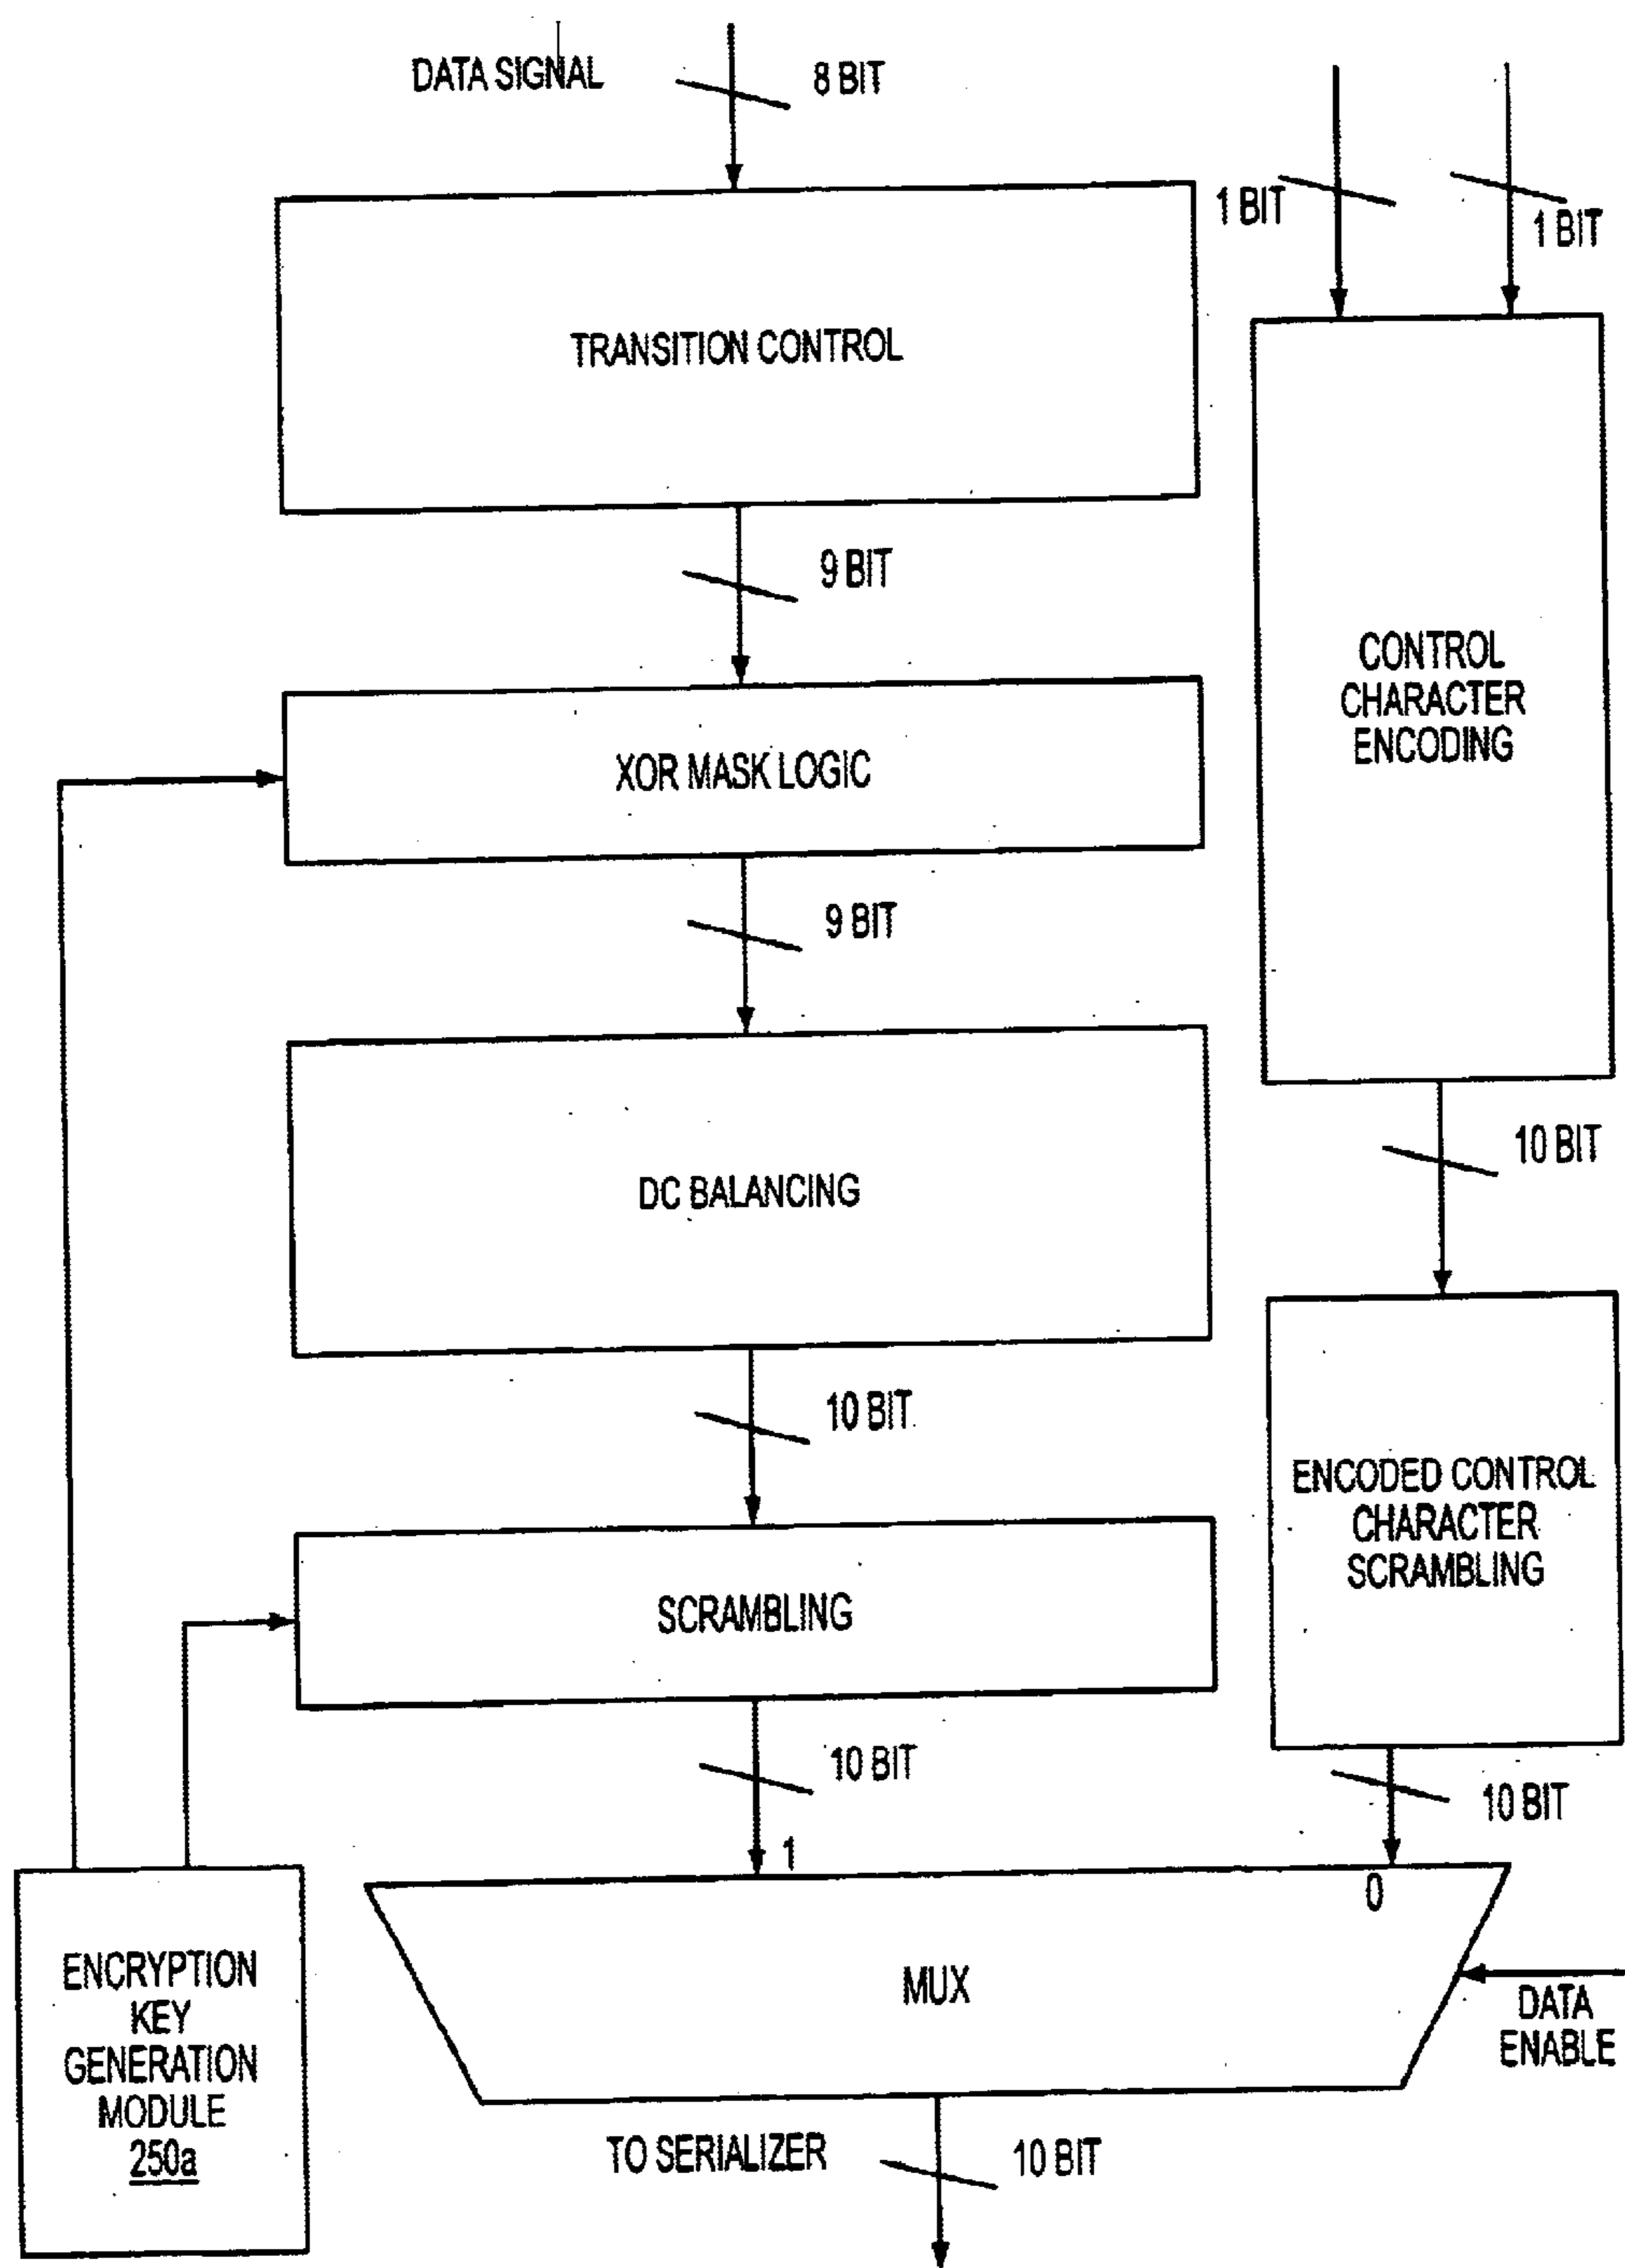 DATA SIGNAL
8 BIT
1 BIT
1 BIT
TRANSITION CONTROL
9 BIT
CONTROL
CHARACTER
ENCODING
XOR MASK LOGIC
9 BIT
10 BIT
DC BALANCING
10 BIT
ENCODED CONTROL
CHARACTER
SCRAMBLING
SCRAMBLING
10 BIT
10 BIT
1
0
ENCRYPTION
KEY
GENERATION
MODULE
250a
MUX
DATA
ENABLE
TO SERIALIZER
10 BIT